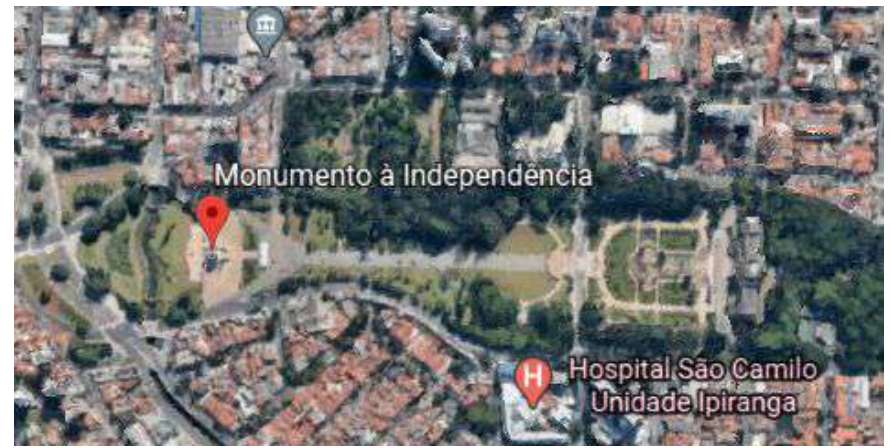 Monumento à Independência
H
Hospital São Camilo
Unidade Ipiranga